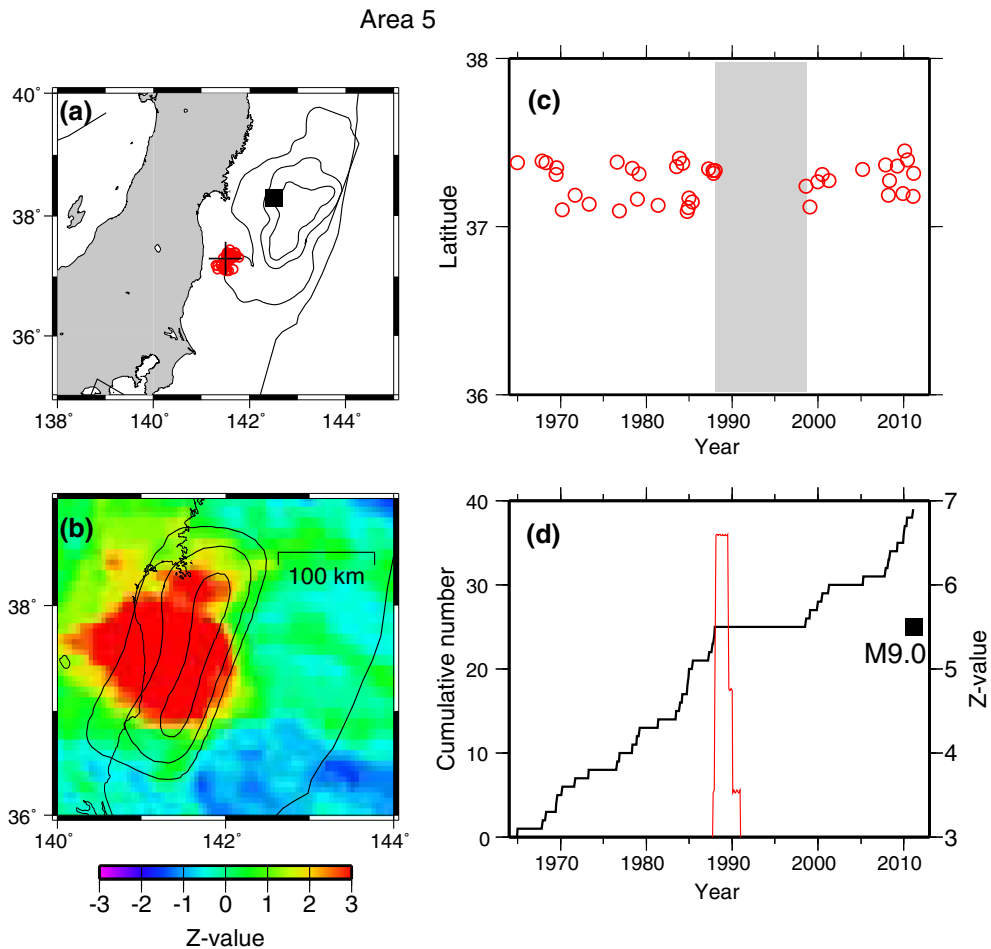 Area 5
(a)
40˚
38˚
36˚
138˚
140˚
142˚
144˚
(c)
38
37
36
Latitude
1970
1980
1990
2000
2010
Year
(b)
100 km
38˚
36˚
140˚
142˚
144˚
-3 -2 -1 0 1 2 3
Z-value
(d)
40
30
20
10
0
Cumulative number
7
6
5
4
3
Z-value
M9.0
1970
1980
1990
2000
2010
Year